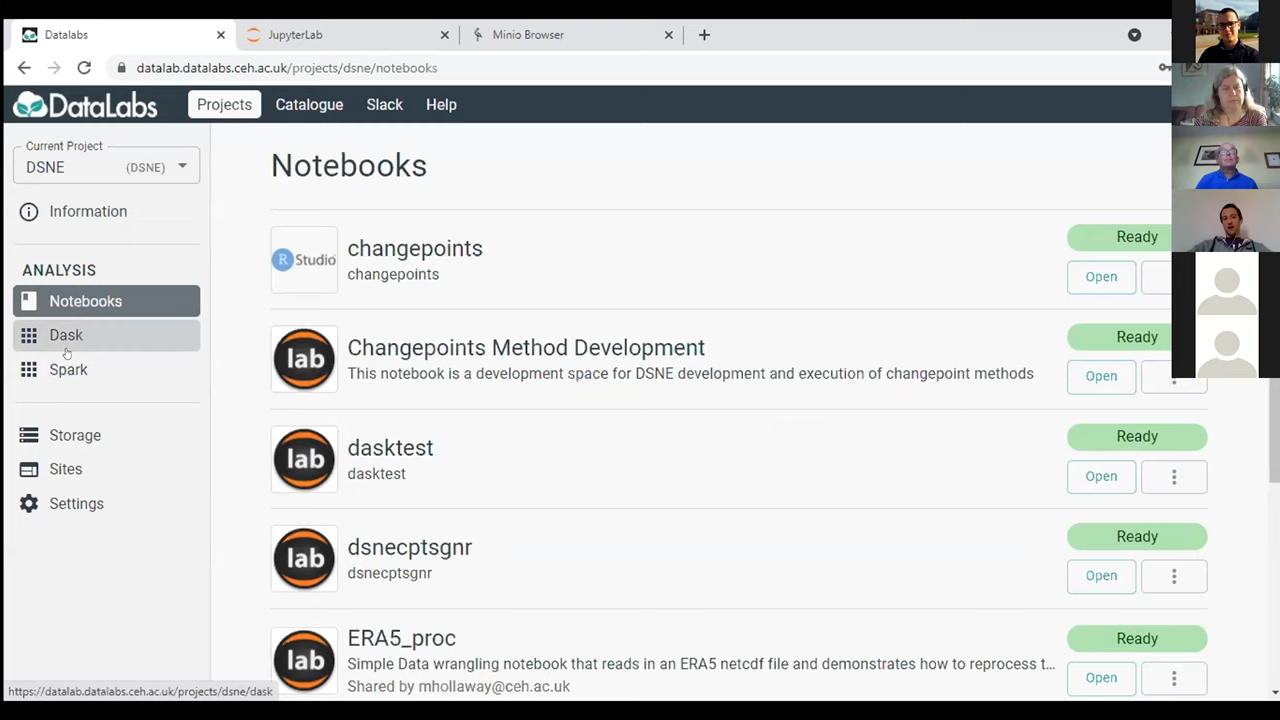 Datalabs
JupyterLab
Minio Browser
datalab.datalabs.ceh.ac.uk/projects/dsne/notebooks
DataLabs
Projects
Catalogue
Slack
Help
Current Project
DSNE
(DSNE)
Information
ANALYSIS
Notebooks
Dask
Spark
Storage
Sites
Settings
Notebooks
R Studio
changepoints
changepoints
Ready
Open
lab
Changepoints Method Development
This notebook is a development space for DSNE development and execution of changepoint methods
Ready
Open
lab
dasktest
dasktest
Ready
Open
lab
dsnecptsgnr
dsnecptsgnr
Ready
Open
lab
ERA5_proc
Simple Data wrangling notebook that reads in an ERA5 netcdf file and demonstrates how to reprocess t...
Shared by mhollaway@ceh.ac.uk
Ready
Open
https://datalab.datalabs.ceh.ac.uk/projects/dsne/dask